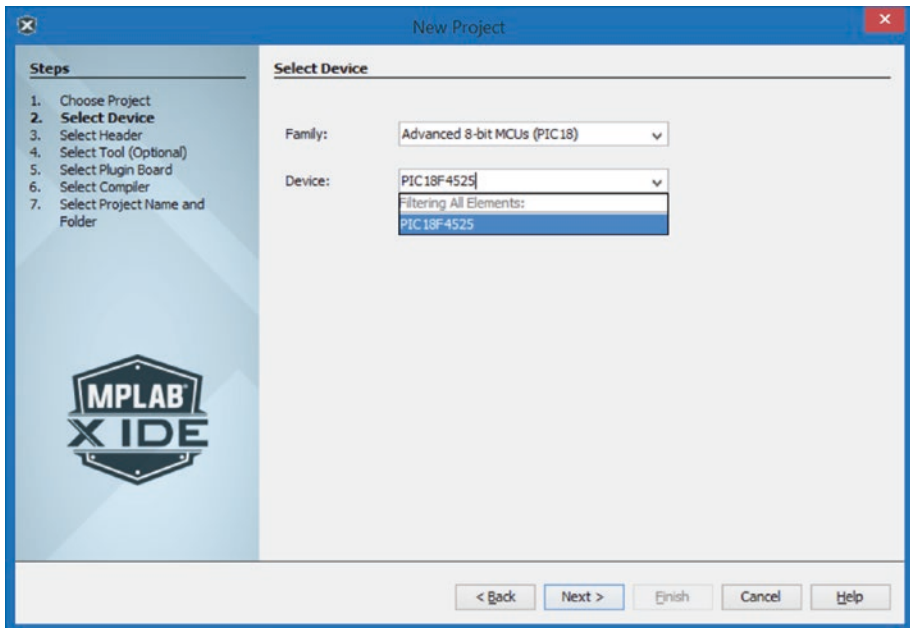 New Project
Steps
1. Choose Project
2. Select Device
3. Select Header
4. Select Tool (Optional)
5. Select Plugin Board
6. Select Compiler
7. Select Project Name and
Folder
MPLAB
X IDE
Select Device
Family: Advanced 8-bit MCUs (PIC18)
Device: PIC18F4525
Filtering All Elements:
PIC18F4525
< Back Next > Finish Cancel Help